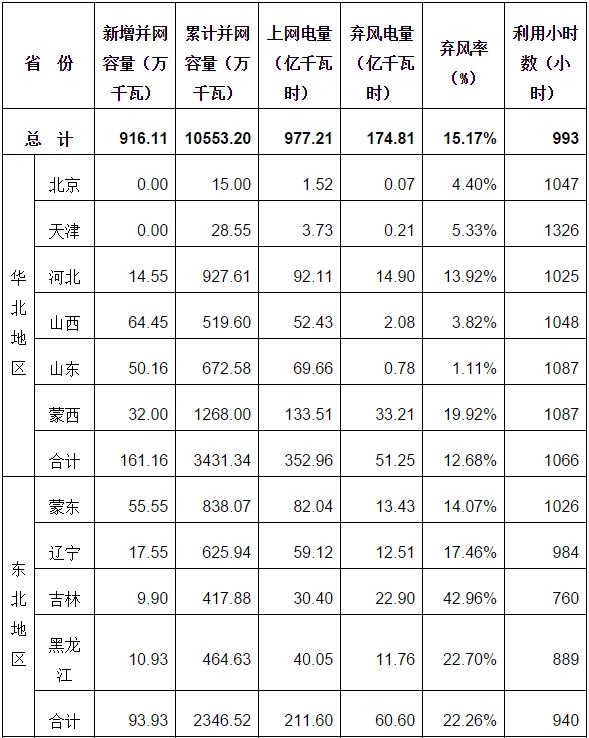 省 份 新增并网容量（万千瓦） 累计并网容量（万千瓦） 上网电量（亿千瓦时） 弃风电量（亿千瓦时） 弃风率（%） 利用小时数（小时）
总 计 916.11 10553.20 977.21 174.81 15.17% 993
华北地区
北京 0.00 15.00 1.52 0.07 4.40% 1047
天津 0.00 28.55 3.73 0.21 5.33% 1326
河北 14.55 927.61 92.11 14.90 13.92% 1025
山西 64.45 519.60 52.43 2.08 3.82% 1048
山东 50.16 672.58 69.66 0.78 1.11% 1087
蒙西 32.00 1268.00 133.51 33.21 19.92% 1087
合计 161.16 3431.34 352.96 51.25 12.68% 1066
东北地区
蒙东 55.55 838.07 82.04 13.43 14.07% 1026
辽宁 17.55 625.94 59.12 12.51 17.46% 984
吉林 9.90 417.88 30.40 22.90 42.96% 760
黑龙江 10.93 464.63 40.05 11.76 22.70% 889
合计 93.93 2346.52 211.60 60.60 22.26% 940